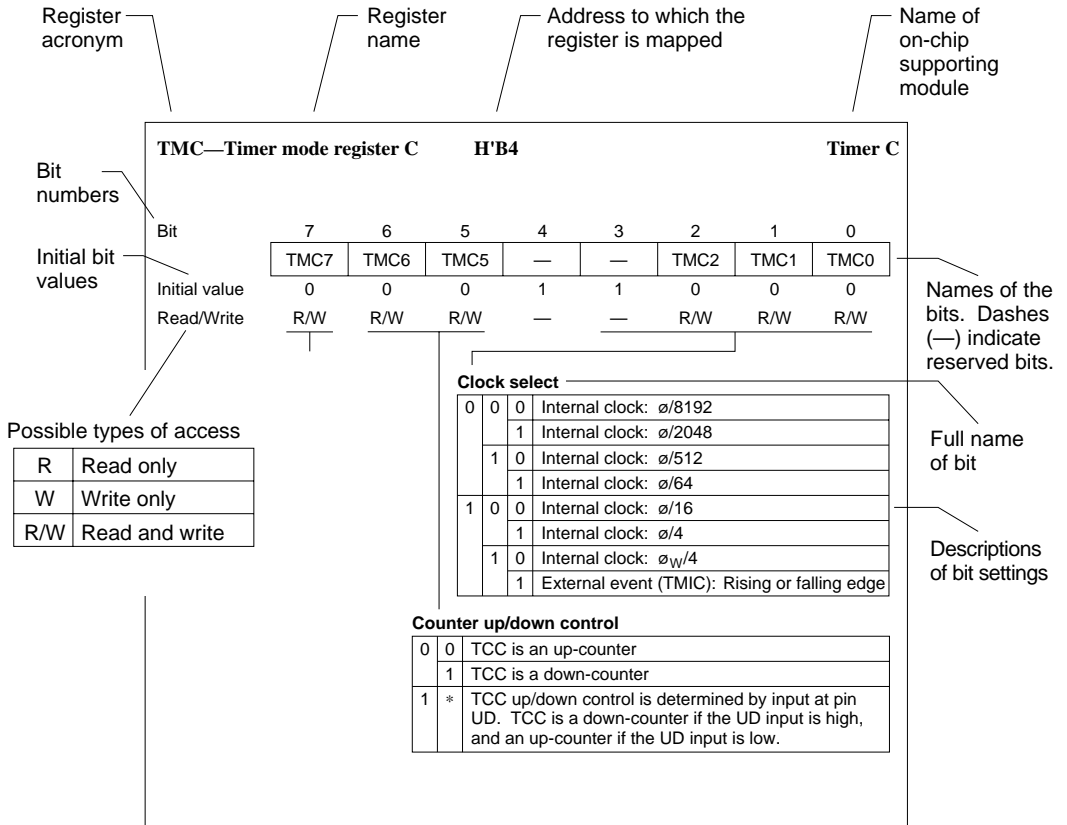 Register
acronym
Register
name
Address to which the
register is mapped
Name of
on-chip
supporting
module
TMC—Timer mode register C H'B4 Timer C
Bit
numbers
Bit 7 6 5 4 3 2 1 0
TMC7 TMC6 TMC5 — — TMC2 TMC1 TMC0
Initial bit
values
Initial value 0 0 0 1 1 0 0 0
Read/Write R/W R/W R/W — — R/W R/W R/W
Names of the
bits. Dashes
(—) indicate
reserved bits.
Clock select
0 0 0 Internal clock: ø/8192
1 Internal clock: ø/2048
1 0 Internal clock: ø/512
1 Internal clock: ø/64
1 0 0 Internal clock: ø/16
1 Internal clock: ø/4
1 0 Internal clock: øW/4
1 External event (TMIC): Rising or falling edge
Possible types of access
R Read only
W Write only
R/W Read and write
Full name
of bit
Descriptions
of bit settings
Counter up/down control
0 0 TCC is an up-counter
1 TCC is a down-counter
1 * TCC up/down control is determined by input at pin
UD. TCC is a down-counter if the UD input is high,
and an up-counter if the UD input is low.